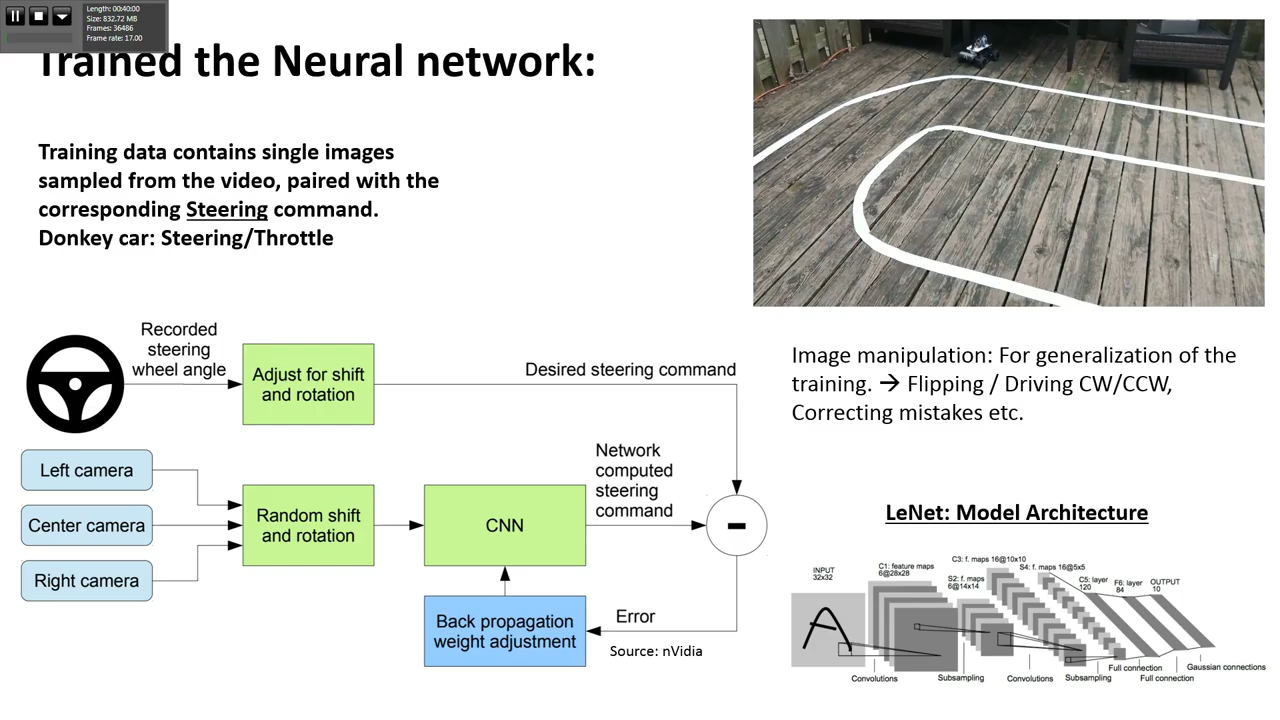 Length: 00:40:00
Size: 832.72 MB
Frames: 36486
Frame rate: 17.00
Trained the Neural network:
Training data contains single images
sampled from the video, paired with the
corresponding Steering command.
Donkey car: Steering/Throttle
Recorded
steering
wheel angle
Adjust for shift
and rotation
Desired steering command
Left camera
Center camera
Right camera
Random shift
and rotation
CNN
Network
computed
steering
command
-
Back propagation
weight adjustment
Error
Source: nVidia
Image manipulation: For generalization of the
training. → Flipping / Driving CW/CCW,
Correcting mistakes etc.
LeNet: Model Architecture
INPUT
32x32
C1: feature maps
6@28x28
S2: f. maps
6@14x14
C3: f. maps 16@10x10
S4: f. maps 16@5x5
C5: layer
120
F6: layer
84
OUTPUT
10
Convolutions
Subsampling
Convolutions
Subsampling
Full connection
Full connection
Gaussian connections